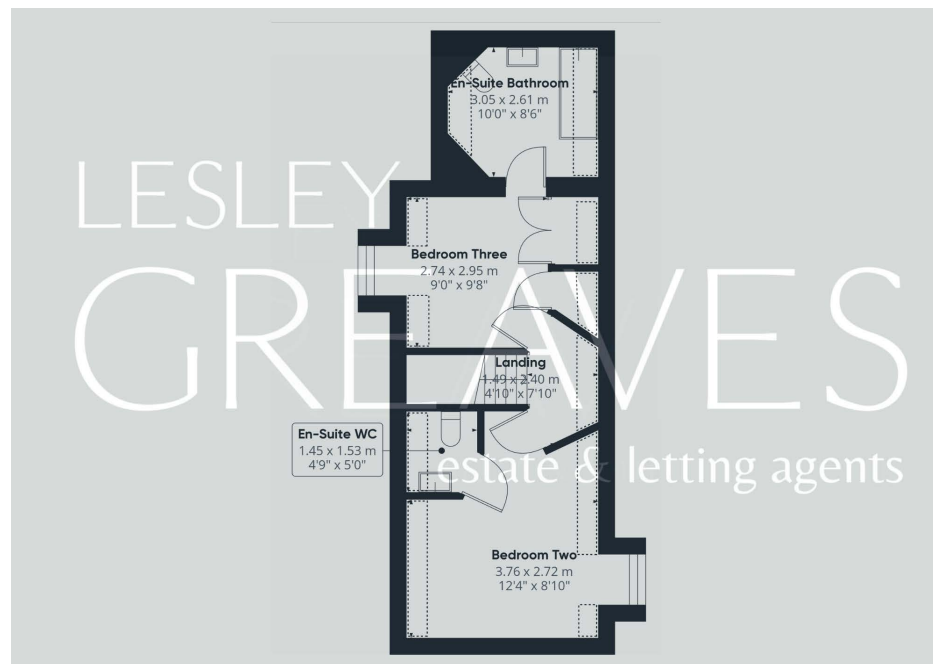 En-Suite Bathroom
3.05 x 2.61 m
10'0" x 8'6"
LESLEY
GREAVES
estate & letting agents
Bedroom Three
2.74 x 2.95 m
9'0" x 9'8"
Landing
1.49 x 2.40 m
4'10" x 7'10"
En-Suite WC
1.45 x 1.53 m
4'9" x 5'0"
Bedroom Two
3.76 x 2.72 m
12'4" x 8'10"